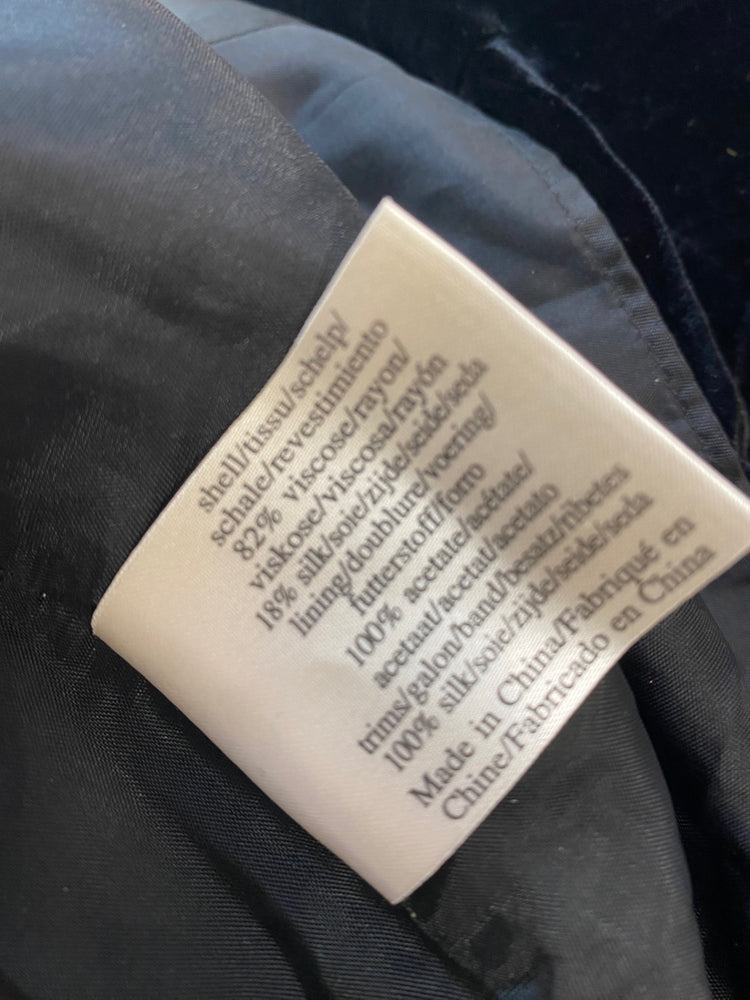 shell/tissu/schelp/
schale/revestimiento
82% viscose/rayon/
viskose/viscosa/rayón
18% silk/soie/zijde/seide/seda
lining/doublure/voering/
futterstoff/forro
100% acetate/acétate/
acetaat/acetat/acetato
trims/galon/band/besatz/ribetes
100% silk/soie/zijde/seide/seda
Made in China/Fabriqué en
Chine/Fabricado en China